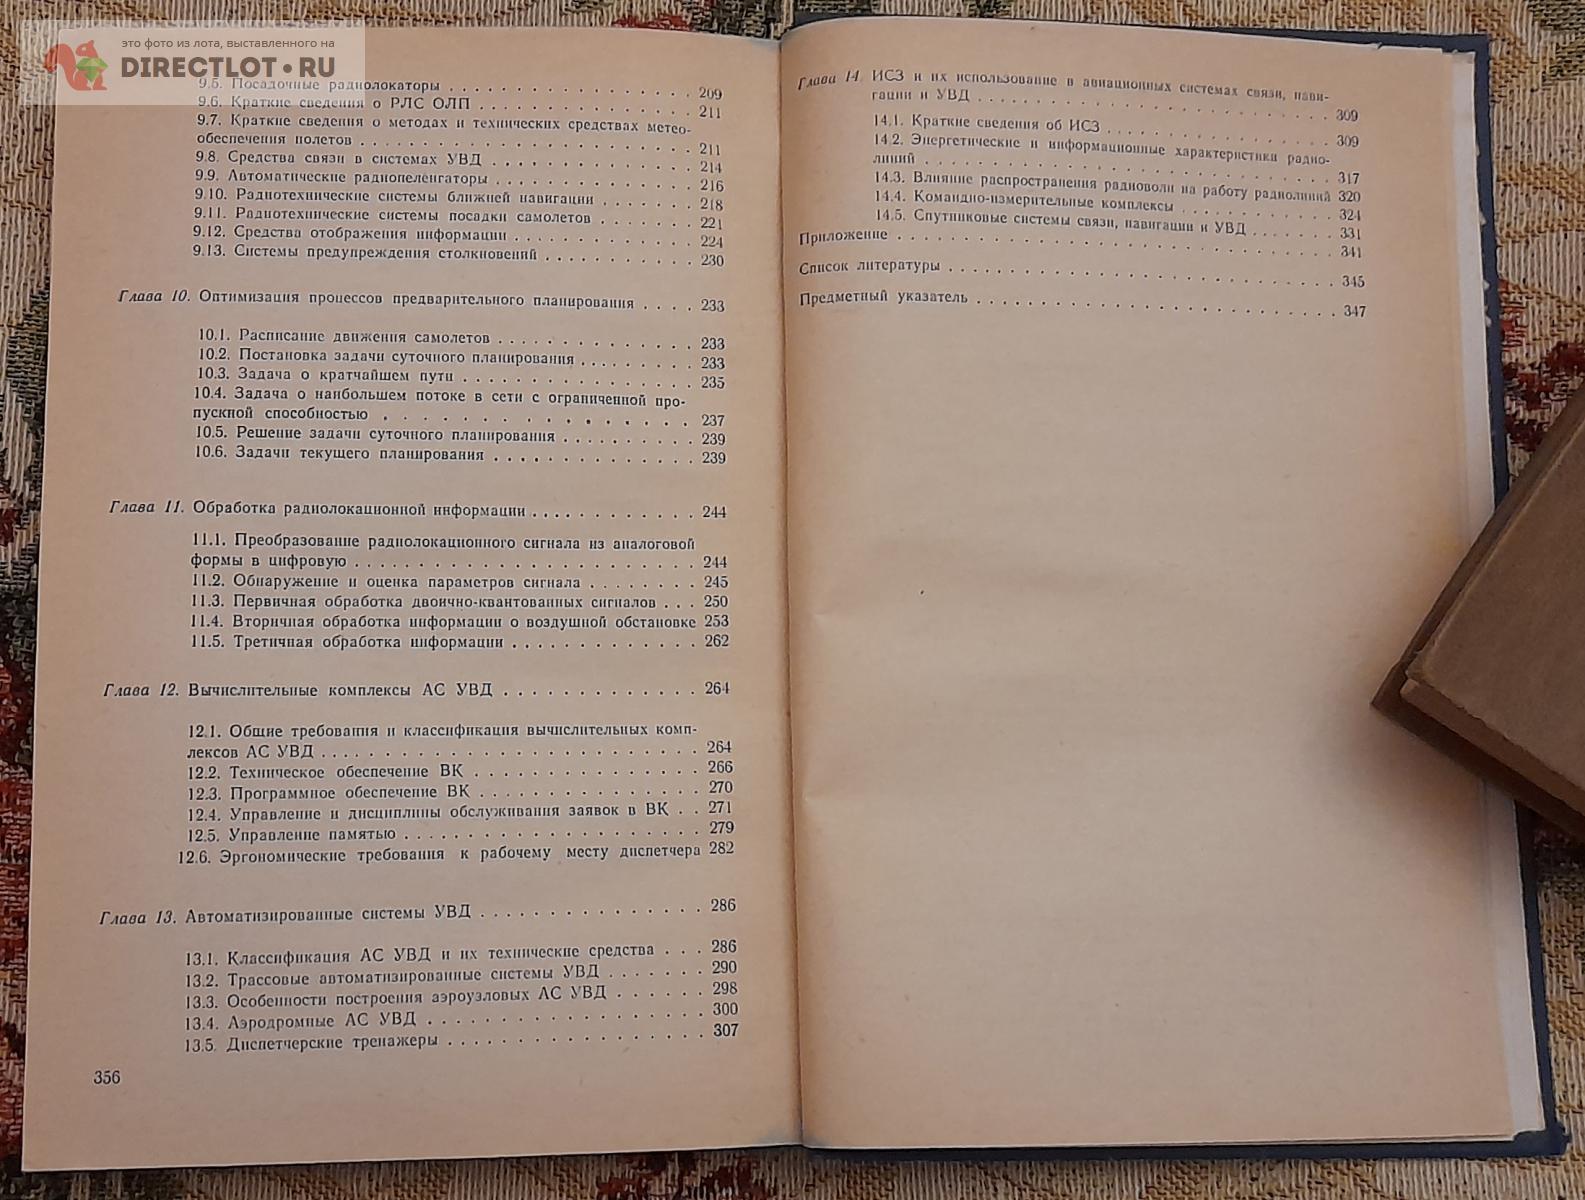 это фото из лота, выставленного на
DIRECTLOT.RU
9.5. Посадочные радиолокаторы . . . . . . . . . . . . . . 209
9.6. Краткие сведения о РЛС ОЛП . . . . . . . . . . . . . 211
9.7. Краткие сведения о методах и технических средствах метео-
обеспечения полетов . . . . . . . . . . . . . . . . . 211
9.8. Средства связи в системах УВД . . . . . . . . . . . . 214
9.9. Автоматические радиопеленгаторы . . . . . . . . . . . 216
9.10. Радиотехнические системы ближней навигации . . . . . . 218
9.11. Радиотехнические системы посадки самолетов . . . . . . 221
9.12. Средства отображения информации . . . . . . . . . . . 224
9.13. Системы предупреждения столкновений . . . . . . . . . 230
Глава 10. Оптимизация процессов предварительного планирования . . . . 233
10.1. Расписание движения самолетов . . . . . . . . . . . . 233
10.2. Постановка задачи суточного планирования . . . . . . . 233
10.3. Задача о кратчайшем пути . . . . . . . . . . . . . . 235
10.4. Задача о наибольшем потоке в сети с ограниченной про-
пускной способностью . . . . . . . . . . . . . . . . 237
10.5. Решение задачи суточного планирования . . . . . . . . 239
10.6. Задачи текущего планирования . . . . . . . . . . . . 239
Глава 11. Обработка радиолокационной информации . . . . . . . . . . 244
11.1. Преобразование радиолокационного сигнала из аналоговой
формы в цифровую . . . . . . . . . . . . . . . . . . 244
11.2. Обнаружение и оценка параметров сигнала . . . . . . . 245
11.3. Первичная обработка двоично-квантованных сигналов . . . 250
11.4. Вторичная обработка информации о воздушной обстановке 253
11.5. Третичная обработка информации . . . . . . . . . . . 262
Глава 12. Вычислительные комплексы АС УВД . . . . . . . . . . . . . 264
12.1. Общие требования и классификация вычислительных комп-
лексов АС УВД . . . . . . . . . . . . . . . . . . . 264
12.2. Техническое обеспечение ВК . . . . . . . . . . . . . 266
12.3. Программное обеспечение ВК . . . . . . . . . . . . . 270
12.4. Управление и дисциплины обслуживания заявок в ВК . . 271
12.5. Управление памятью . . . . . . . . . . . . . . . . . 279
12.6. Эргономические требования к рабочему месту диспетчера 282
Глава 13. Автоматизированные системы УВД . . . . . . . . . . . . . 286
13.1. Классификация АС УВД и их технические средства . . . 286
13.2. Трассовые автоматизированные системы УВД . . . . . . . 290
13.3. Особенности построения аэроузловых АС УВД . . . . . . 298
13.4. Аэродромные АС УВД . . . . . . . . . . . . . . . . . 300
13.5. Диспетчерские тренажеры . . . . . . . . . . . . . . . 307
356
Глава 14. ИСЗ и их использование в авиационных системах связи, нави-
гации и УВД . . . . . . . . . . . . . . . . . . . . 309
14.1. Краткие сведения об ИСЗ . . . . . . . . . . . . . . 309
14.2. Энергетические и информационные характеристики радио-
линий . . . . . . . . . . . . . . . . . . . . . . . 317
14.3. Влияние распространения радиоволн на работу радиолиний 320
14.4. Командно-измерительные комплексы . . . . . . . . . . 324
14.5. Спутниковые системы связи, навигации и УВД . . . . . . 331
Приложение . . . . . . . . . . . . . . . . . . . . . . . . . . 341
Список литературы . . . . . . . . . . . . . . . . . . . . . . . 345
Предметный указатель . . . . . . . . . . . . . . . . . . . . . 347